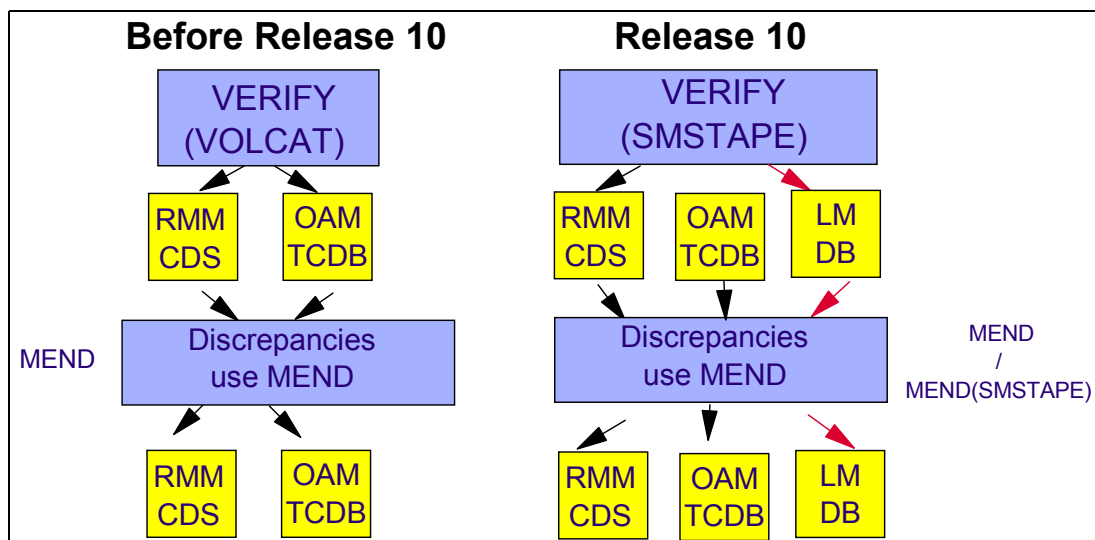 Before Release 10
VERIFY
(VOLCAT)
RMM
CDS
OAM
TCDB
MEND
Discrepancies
use MEND
RMM
CDS
OAM
TCDB
Release 10
VERIFY
(SMSTAPE)
RMM
CDS
OAM
TCDB
LM
DB
Discrepancies
use MEND
MEND
/
MEND(SMSTAPE)
RMM
CDS
OAM
TCDB
LM
DB